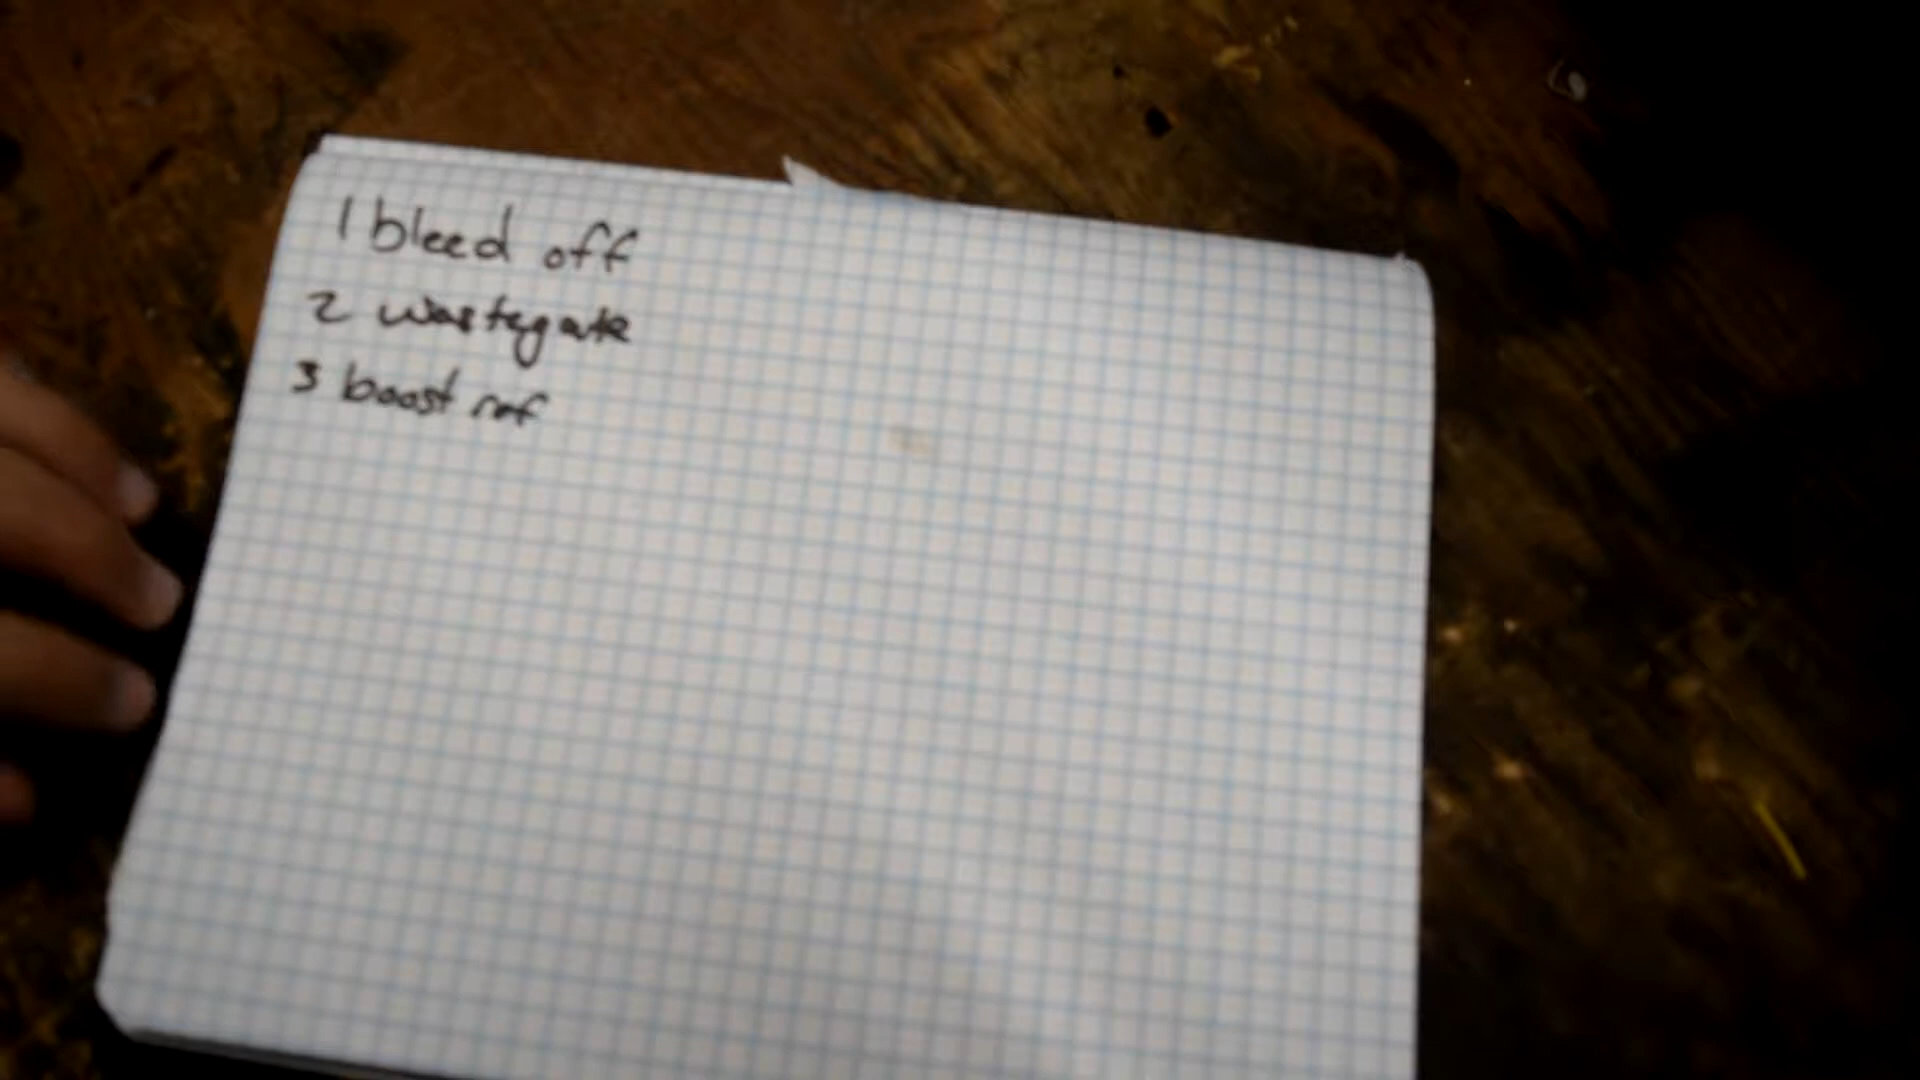 1 bleed off
2 wastegate
3 boost ref